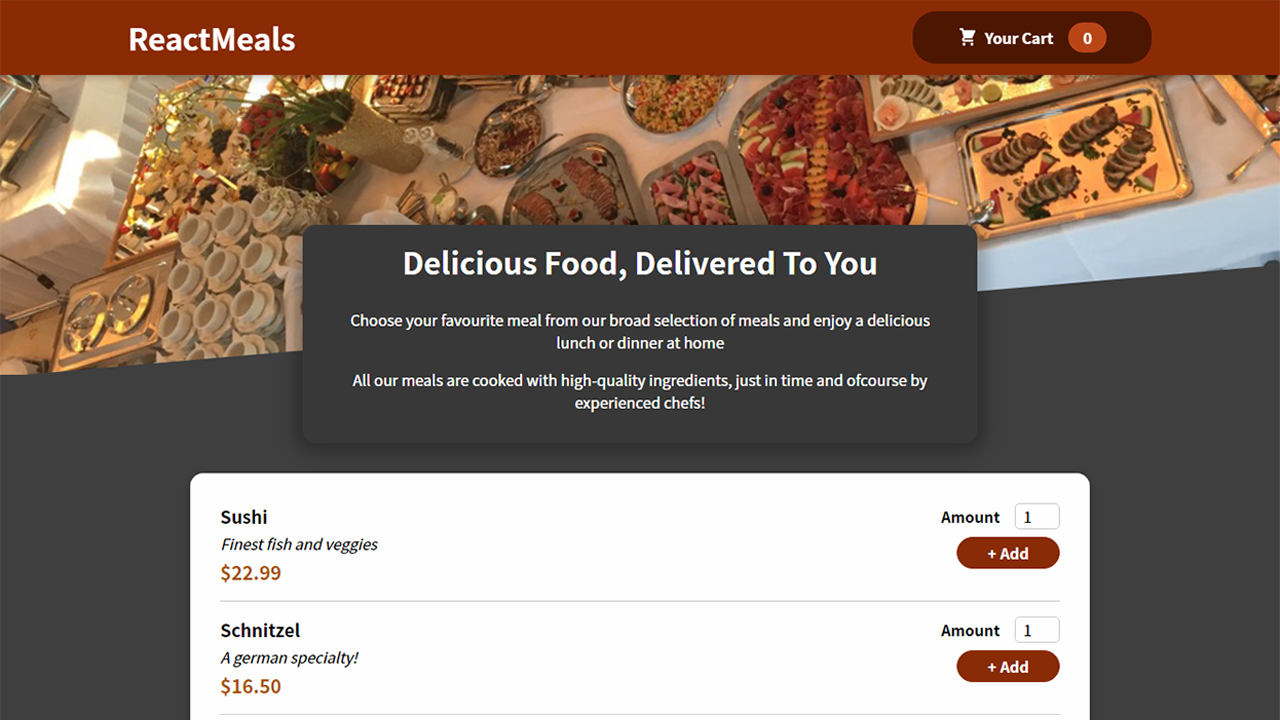 ReactMeals
Your Cart 0
Delicious Food, Delivered To You
Choose your favourite meal from our broad selection of meals and enjoy a delicious
lunch or dinner at home
All our meals are cooked with high-quality ingredients, just in time and ofcourse by
experienced chefs!
Sushi
Finest fish and veggies
$22.99
Amount 1
+ Add
Schnitzel
A german specialty!
$16.50
Amount 1
+ Add